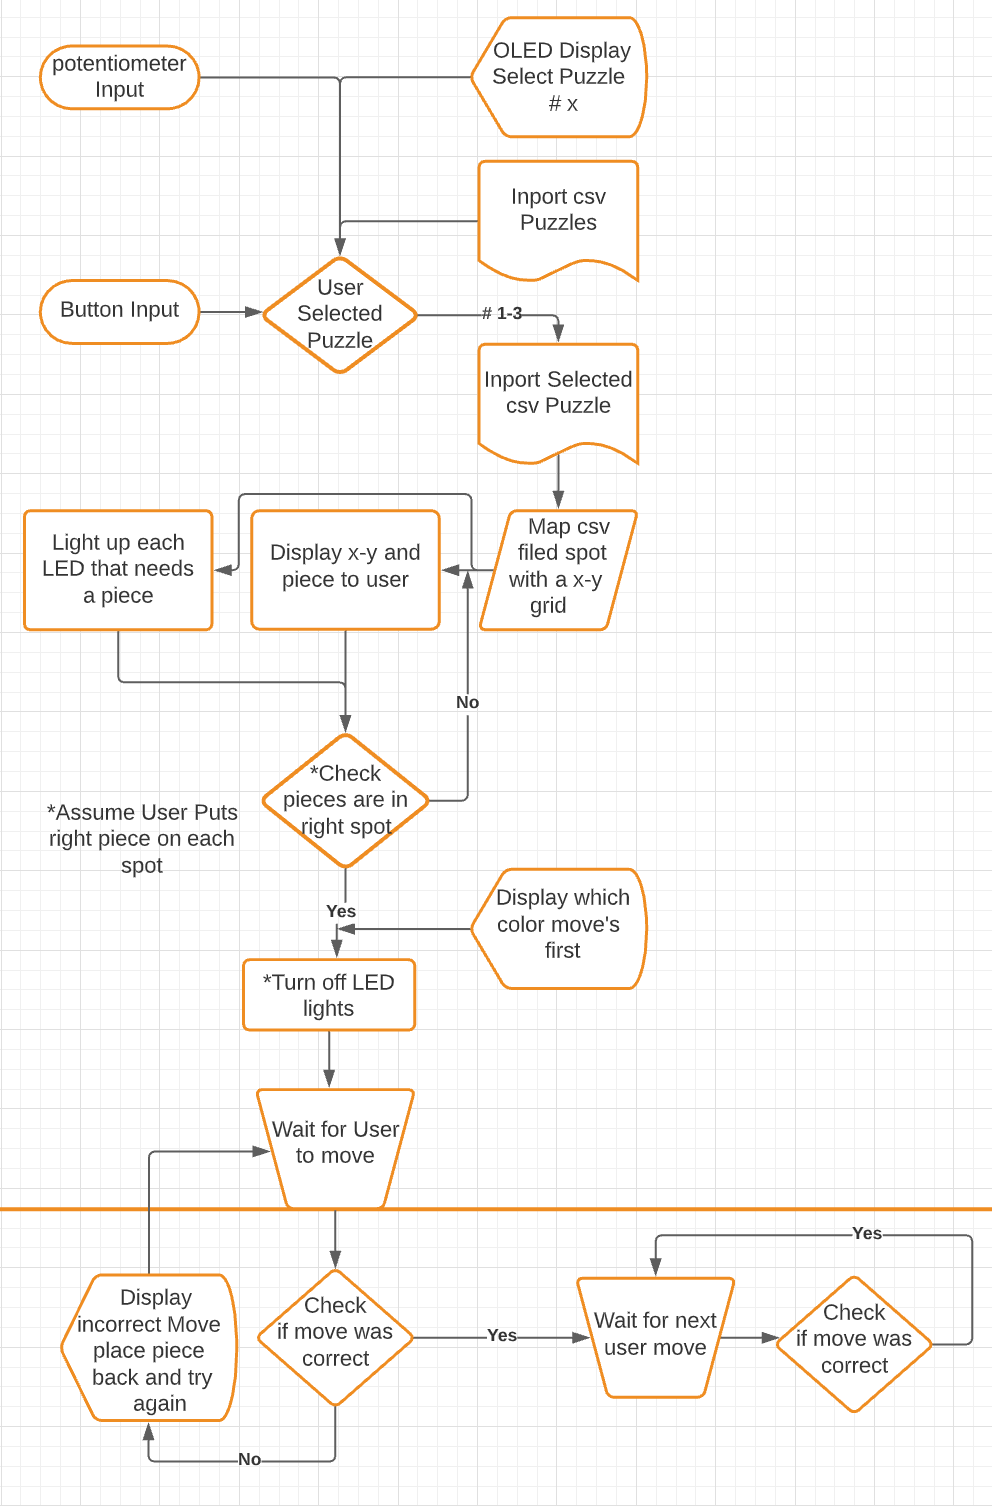 potentiometer
Input
OLED Display
Select Puzzle
# x
Inport csv
Puzzles
Button Input
User
Selected
Puzzle
# 1-3
Inport Selected
csv Puzzle
Light up each
LED that needs
a piece
Display x-y and
piece to user
Map csv
filed spot
with a x-y
grid
No
*Check
pieces are in
right spot
*Assume User Puts
right piece on each
spot
Yes
Display which
color move's
first
*Turn off LED
lights
Wait for User
to move
Yes
Display
incorrect Move
place piece
back and try
again
Check
if move was
correct
Yes
Wait for next
user move
Check
if move was
correct
No